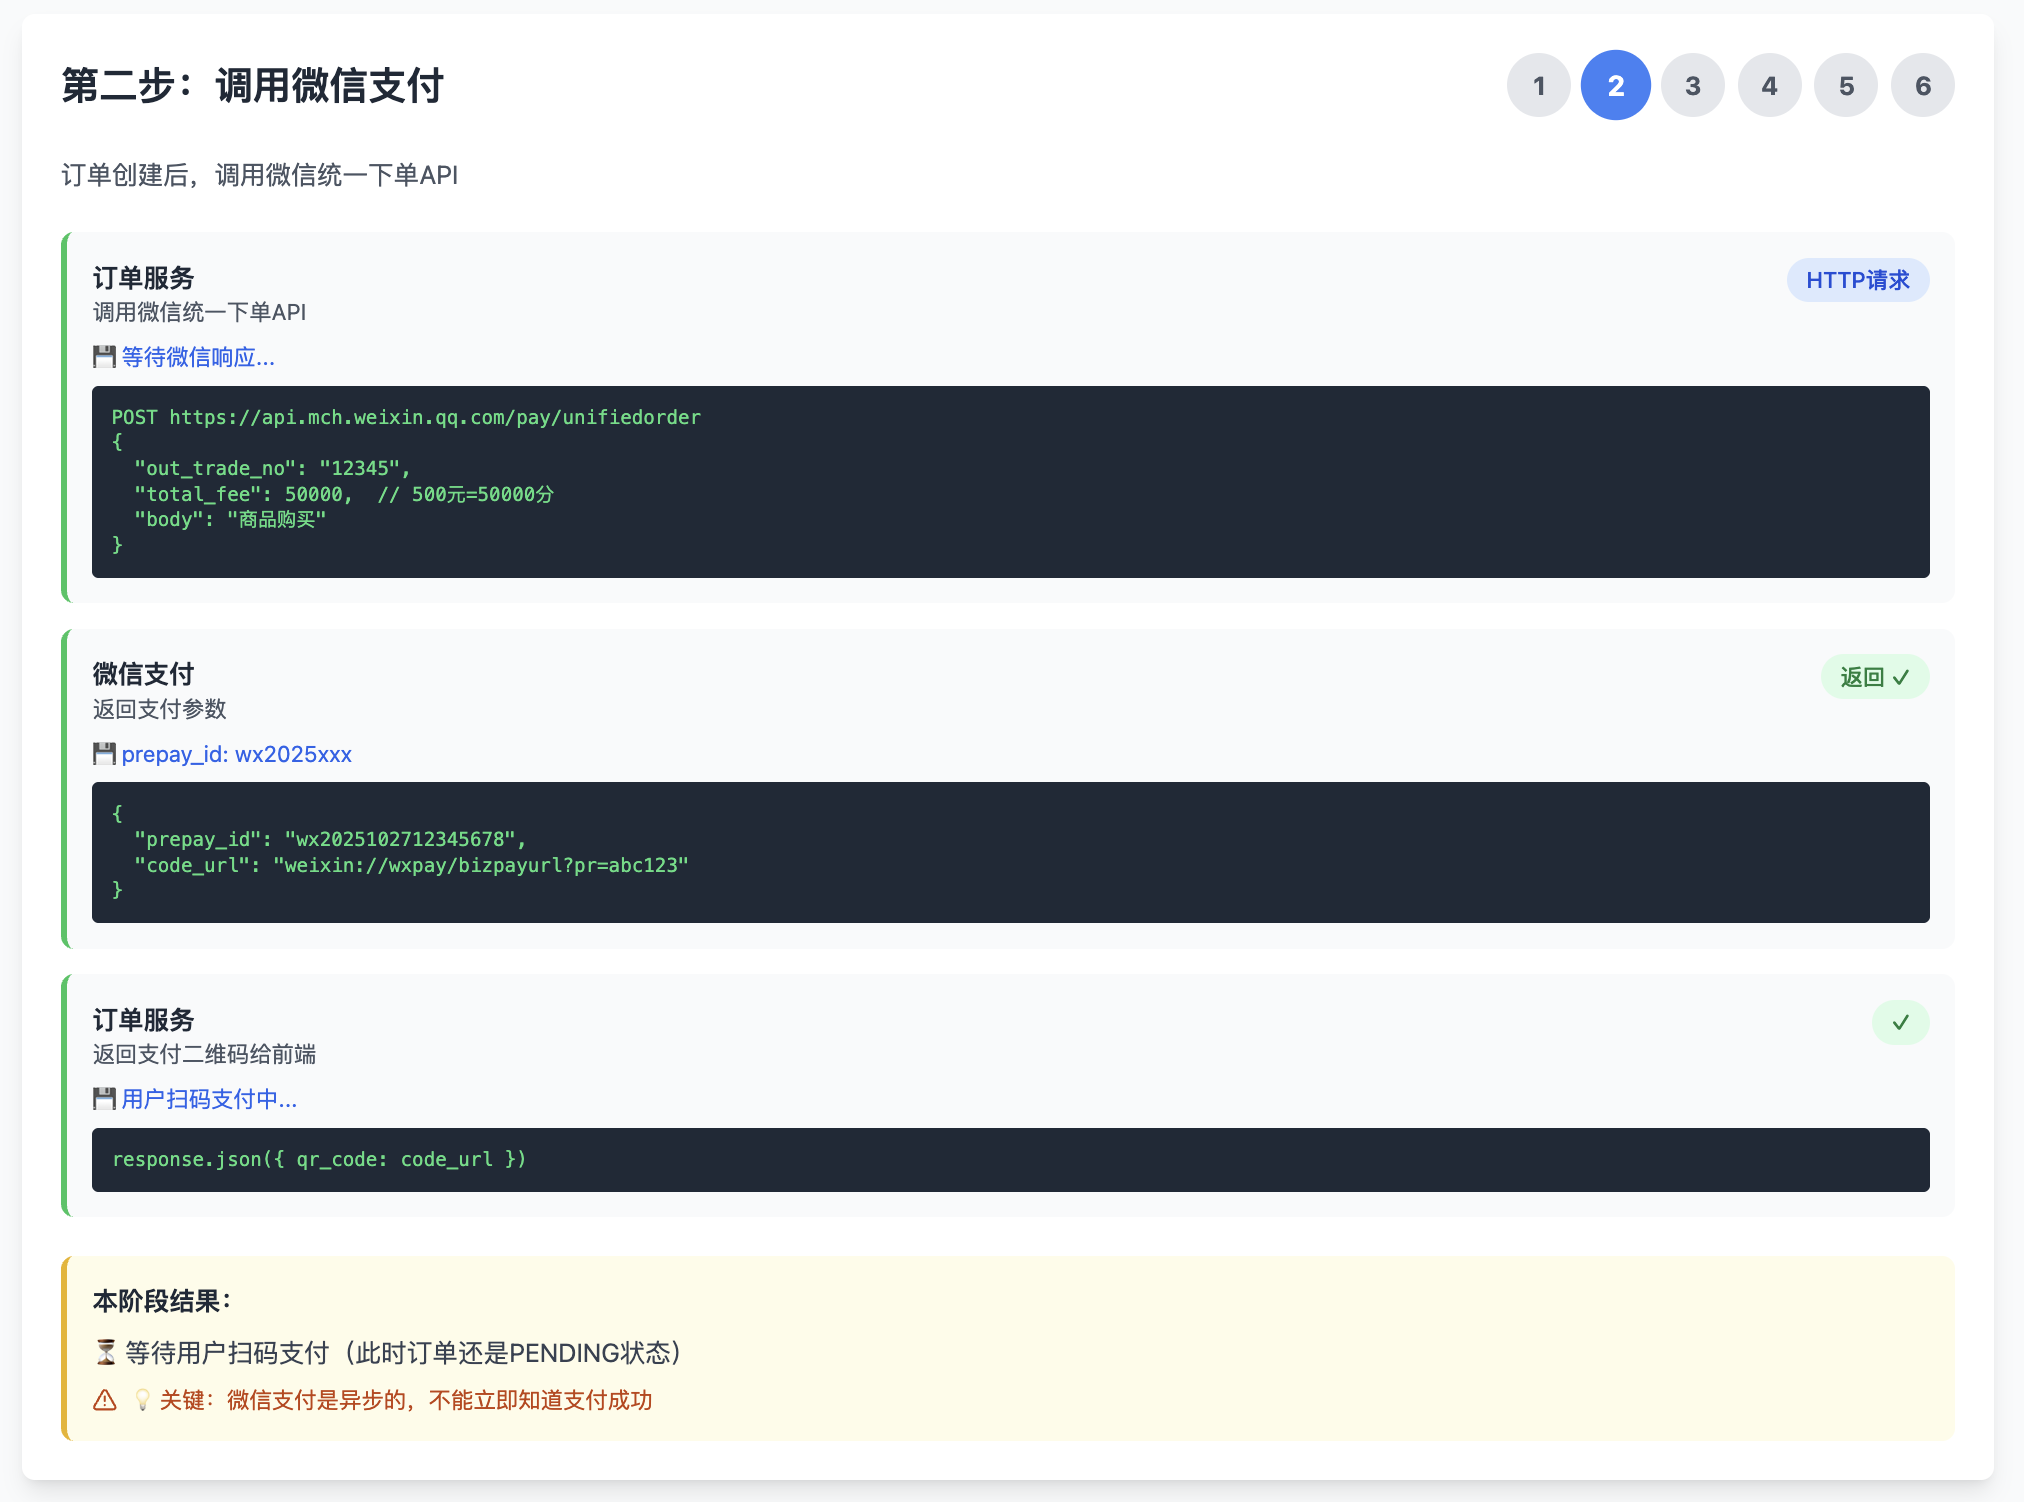 第二步：调用微信支付
1 2 3 4 5 6
订单创建后，调用微信统一下单API
订单服务
HTTP请求
调用微信统一下单API
💾 等待微信响应...
POST https://api.mch.weixin.qq.com/pay/unifiedorder
{
  "out_trade_no": "12345",
  "total_fee": 50000,  // 500元=50000分
  "body": "商品购买"
}
微信支付
返回 ✓
返回支付参数
💾 prepay_id: wx2025xxx
{
  "prepay_id": "wx2025102712345678",
  "code_url": "weixin://wxpay/bizpayurl?pr=abc123"
}
订单服务
✓
返回支付二维码给前端
💾 用户扫码支付中...
response.json({ qr_code: code_url })
本阶段结果：
⏳ 等待用户扫码支付（此时订单还是PENDING状态）
⚠ 💡 关键：微信支付是异步的，不能立即知道支付成功